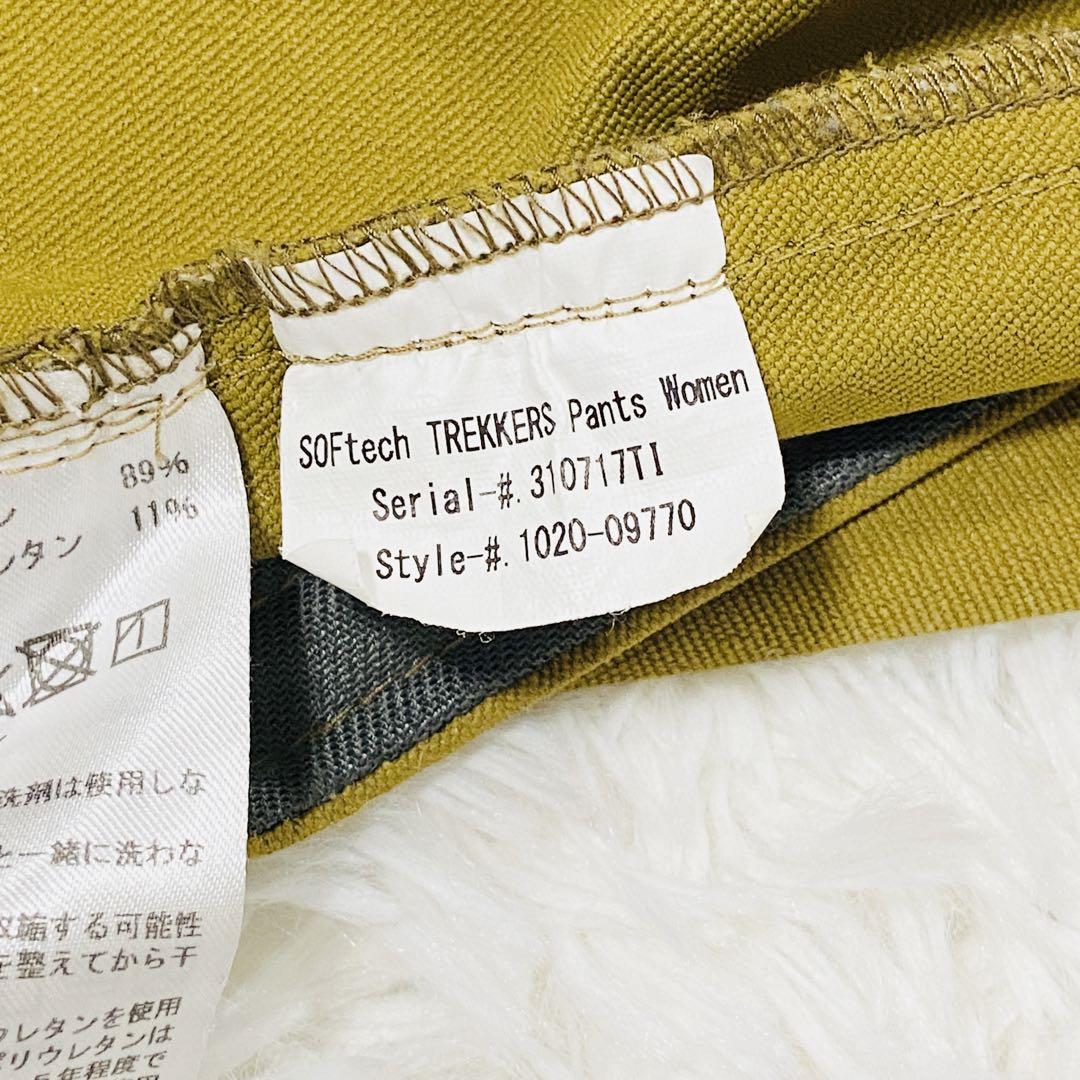 89%
ン 11%
レタン
洗剤は使用しな
と一緒に洗わな
収縮する可能性
を整えてから干
ウレタンを使用
ポリウレタンは
5年程度で
SOFtech TREKKERS Pants Women
Serial-#. 310717TI
Style-#. 1020-09770